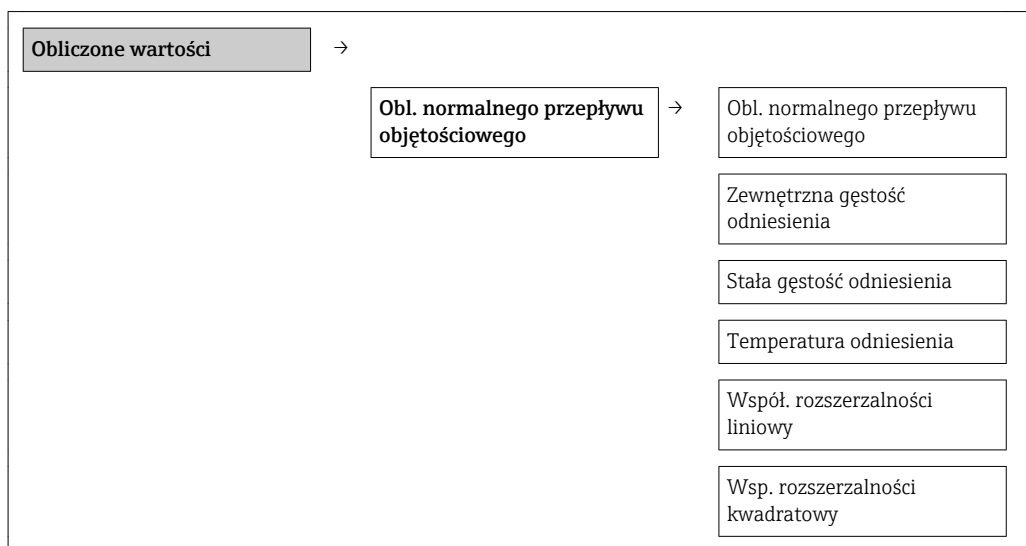 Obliczone wartości →
Obl. normalnego przepływu
objętościowego
→
Obl. normalnego przepływu
objętościowego
Zewnętrzna gęstość
odniesienia
Stała gęstość odniesienia
Temperatura odniesienia
Współ. rozszerzalności
liniowy
Wsp. rozszerzalności
kwadratowy